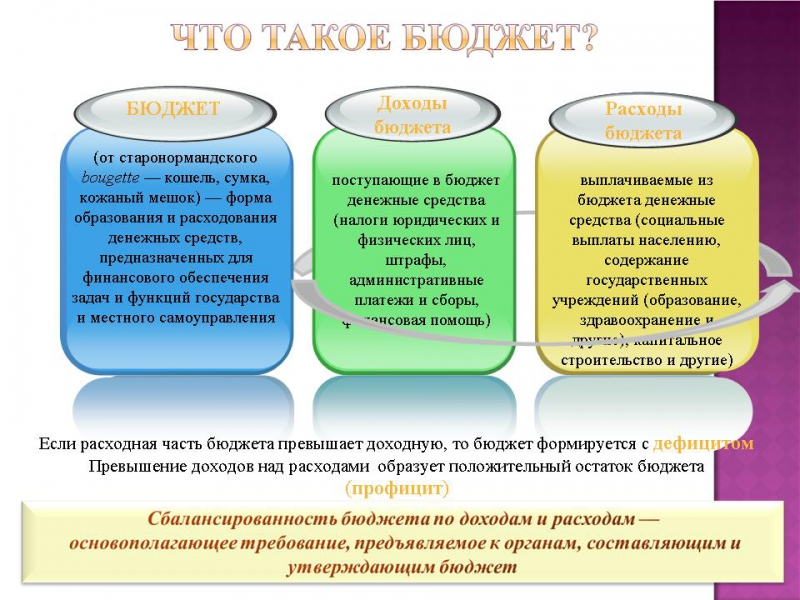 ЧТО ТАКОЕ БЮДЖЕТ?
БЮДЖЕТ
(от старонормандского
bougette — кошель, сумка,
кожаный мешок) — форма
образования и расходования
денежных средств,
предназначенных для
финансового обеспечения
задач и функций государства
и местного самоуправления
Доходы
бюджета
поступающие в бюджет
денежные средства
(налоги юридических и
физических лиц,
штрафы,
административные
платежи и сборы,
финансовая помощь)
Расходы
бюджета
выплачиваемые из
бюджета денежные
средства (социальные
выплаты населению,
содержание
государственных
учреждений (образование,
здравоохранение и
другие), капитальное
строительство и другие)
Если расходная часть бюджета превышает доходную, то бюджет формируется с дефицитом
Превышение доходов над расходами образует положительный остаток бюджета
(профицит)
Сбалансированность бюджета по доходам и расходам —
основополагающее требование, предъявляемое к органам, составляющим и
утверждающим бюджет